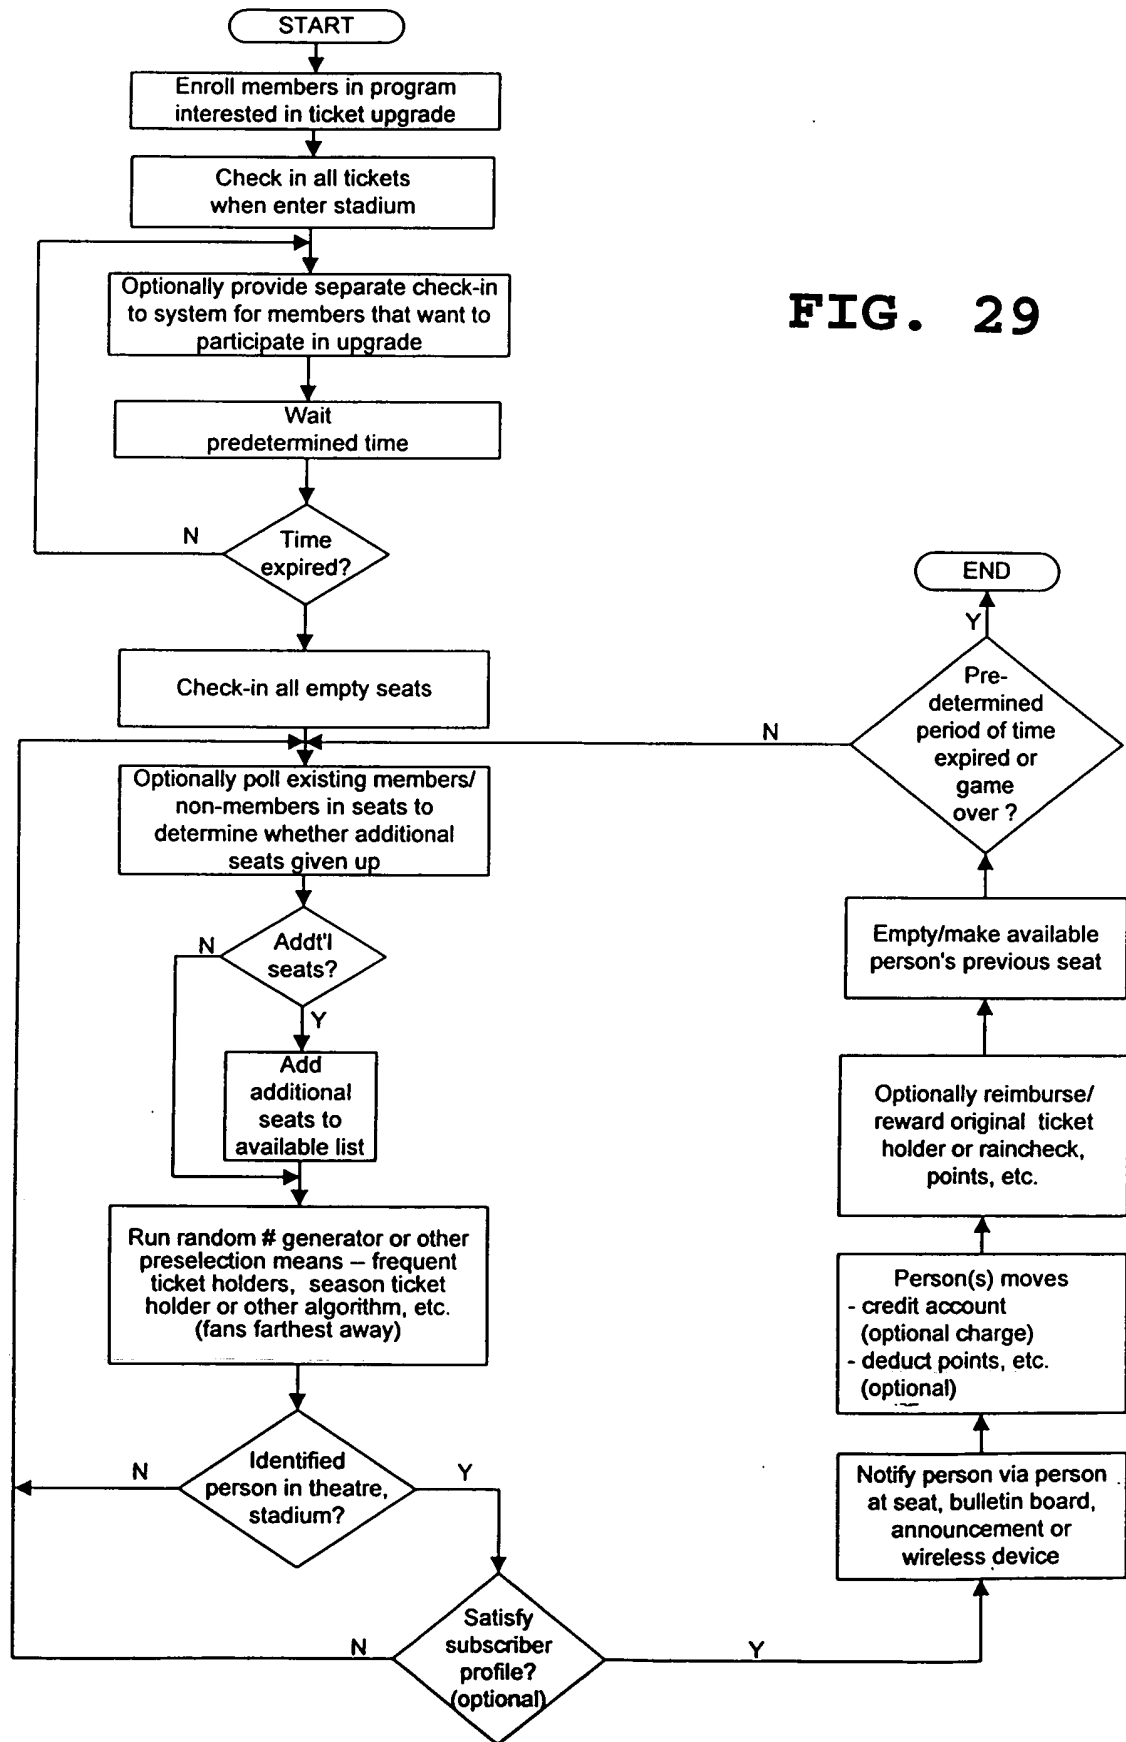 START
Enroll members in program
interested in ticket upgrade
Check in all tickets
when enter stadium
Optionally provide separate check-in
to system for members that want to
participate in upgrade
FIG. 29
Wait
predetermined time
N
Time
expired?
Check-in all empty seats
Optionally poll existing members/
non-members in seats to
determine whether additional
seats given up
N
Addt'l
seats?
Y
Add
additional
seats to
available list
Run random # generator or other
preselection means – frequent
ticket holders, season ticket
holder or other algorithm, etc.
(fans farthest away)
N
Identified
person in theatre,
stadium?
Y
N
Satisfy
subscriber
profile?
(optional)
Y
Notify person via person
at seat, bulletin board,
announcement or
wireless device
Person(s) moves
- credit account
(optional charge)
- deduct points, etc.
(optional)
Optionally reimburse/
reward original ticket
holder or raincheck,
points, etc.
Empty/make available
person's previous seat
N
Pre-
determined
period of time
expired or
game
over ?
Y
END